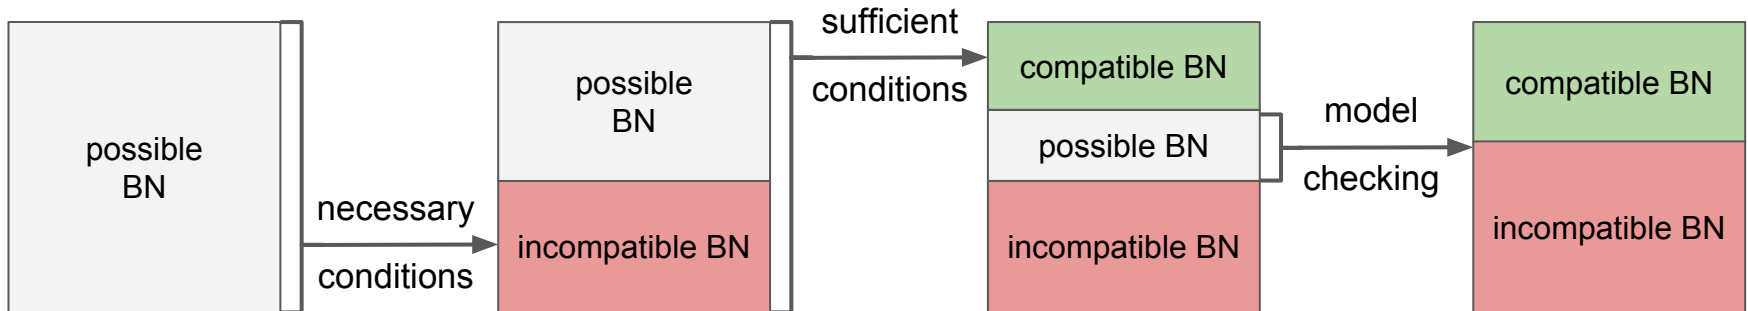 possible
BN
necessary
conditions
possible
BN
incompatible BN
sufficient
conditions
compatible BN
possible BN
incompatible BN
model
checking
compatible BN
incompatible BN